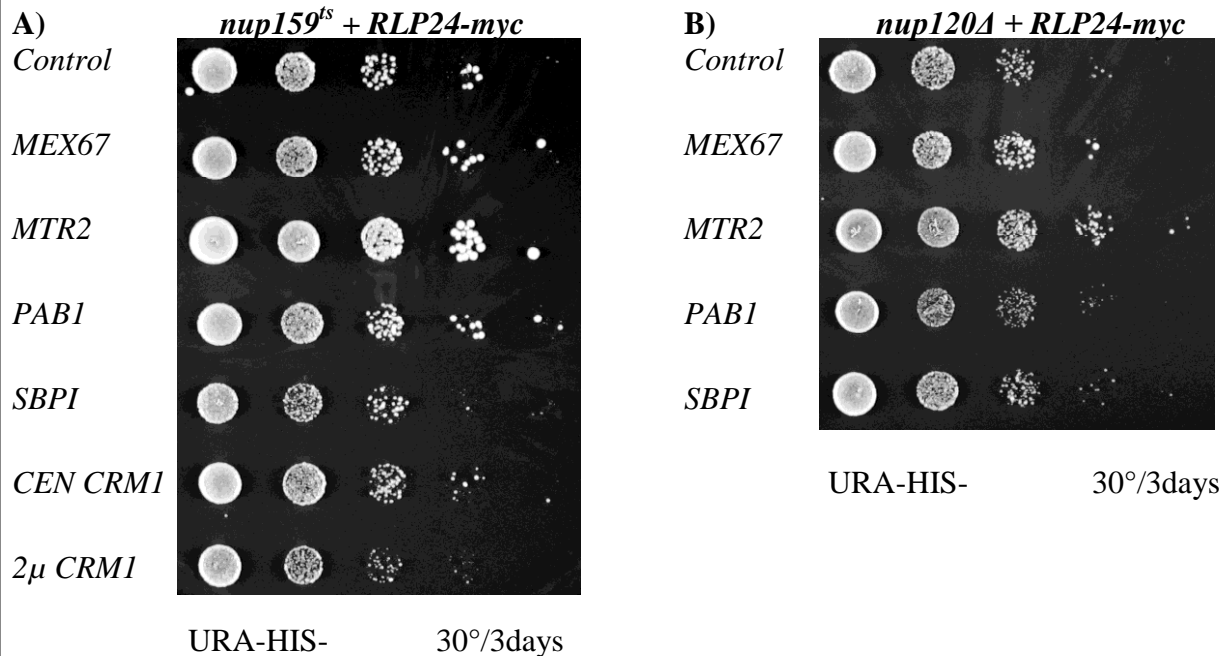 A) nup159ts + RLP24-myc
Control
MEX67
MTR2
PAB1
SBPI
CEN CRM1
2µ CRM1
URA-HIS- 30°/3days
B) nup120Δ + RLP24-myc
Control
MEX67
MTR2
PAB1
SBPI
URA-HIS- 30°/3days